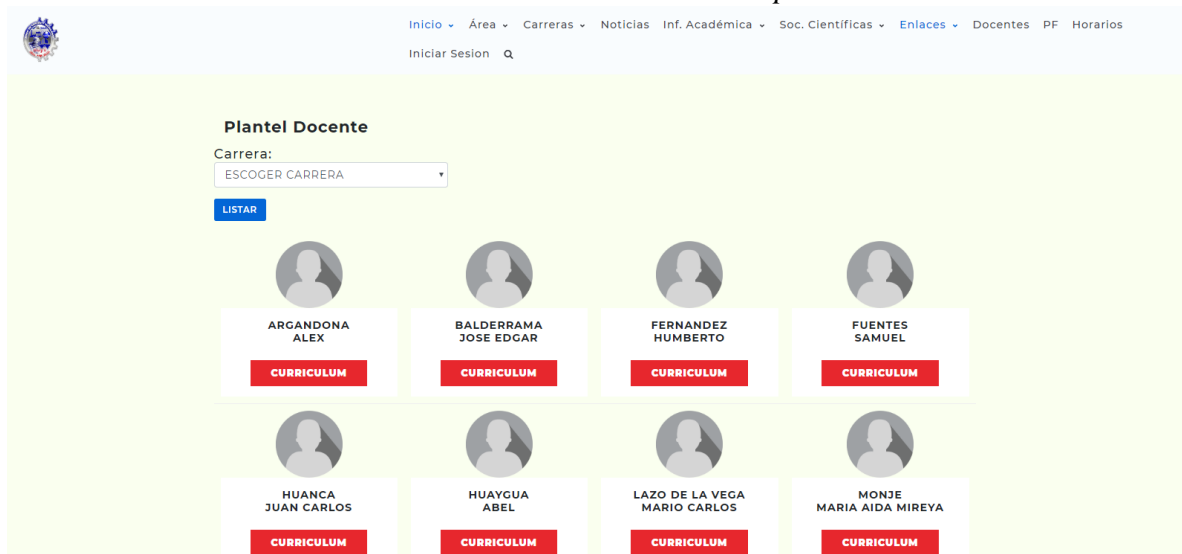 Inicio Área Carreras Noticias Inf. Académica Soc. Científicas Enlaces Docentes PF Horarios
Iniciar Sesion
Plantel Docente
Carrera:
ESCOGER CARRERA
LISTAR
ARGANDONA
ALEX
CURRICULUM
BALDERRAMA
JOSE EDGAR
CURRICULUM
FERNANDEZ
HUMBERTO
CURRICULUM
FUENTES
SAMUEL
CURRICULUM
HUANCA
JUAN CARLOS
CURRICULUM
HUAYGUA
ABEL
CURRICULUM
LAZO DE LA VEGA
MARIO CARLOS
CURRICULUM
MONJE
MARIA AIDA MIREYA
CURRICULUM